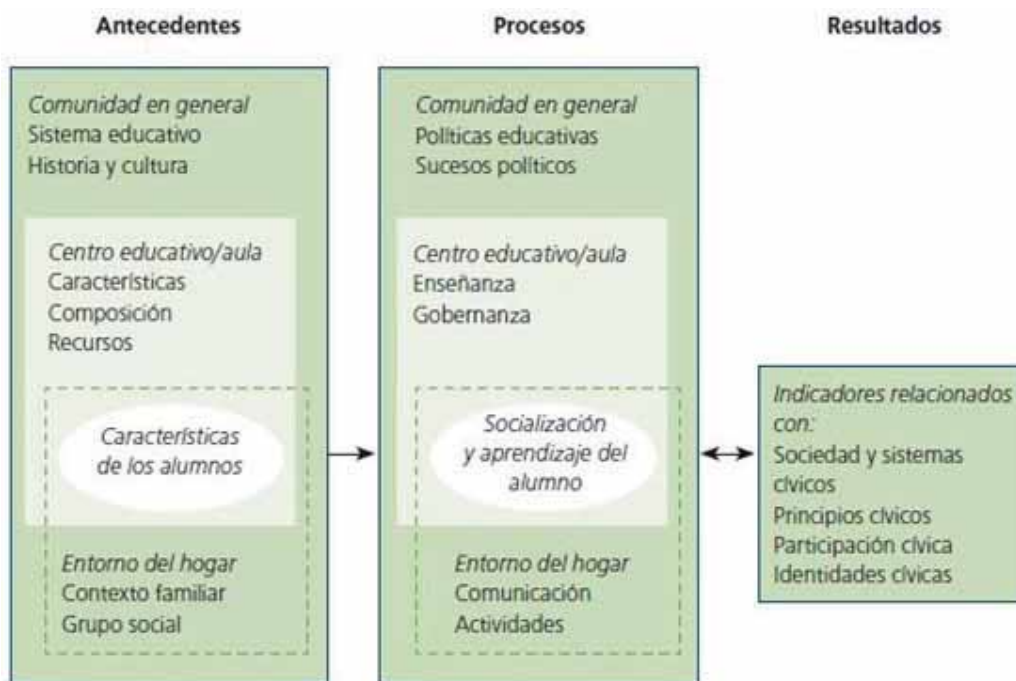 Antecedentes
Procesos
Resultados
Comunidad en general
Sistema educativo
Historia y cultura
Centro educativo/aula
Características
Composición
Recursos
Características
de los alumnos
Entorno del hogar
Contexto familiar
Grupo social
Comunidad en general
Políticas educativas
Sucesos políticos
Centro educativo/aula
Enseñanza
Gobernanza
Socialización
y aprendizaje del
alumno
Entorno del hogar
Comunicación
Actividades
Indicadores relacionados
con:
Sociedad y sistemas
cívicos
Principios cívicos
Participación cívica
Identidades cívicas